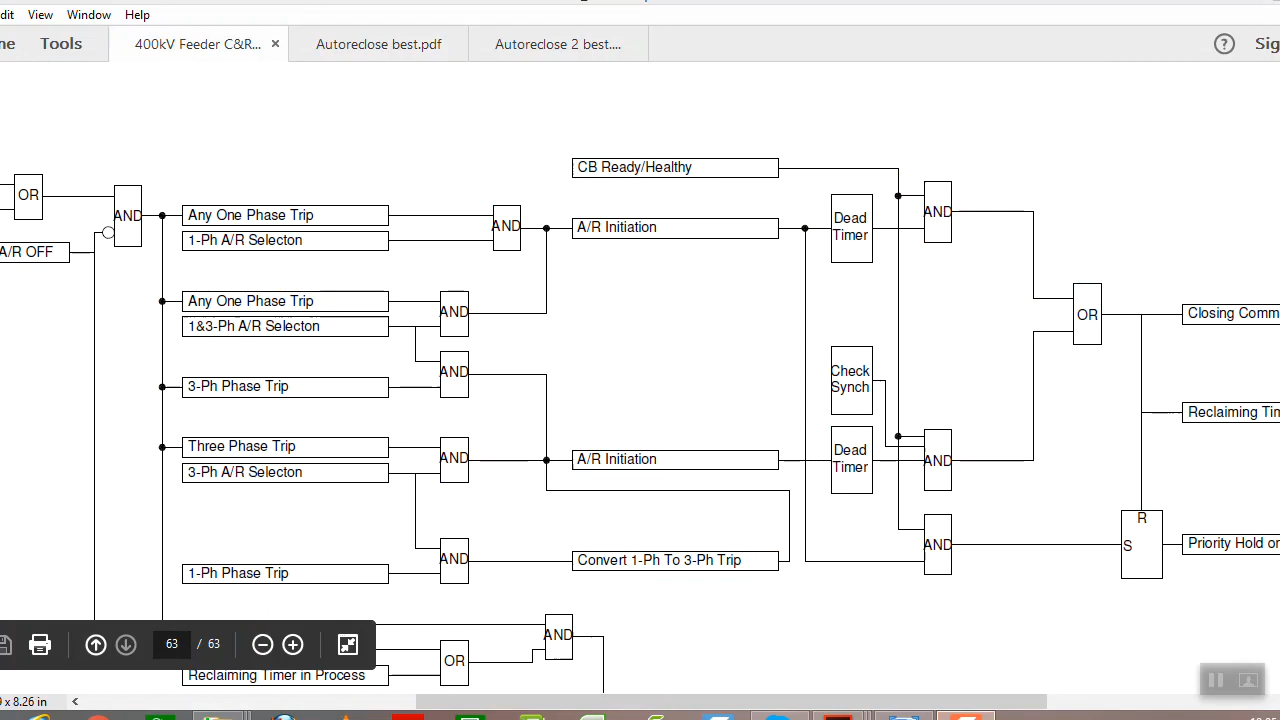 dit View Window Help
ne Tools 400kV Feeder C&R... × Autoreclose best.pdf Autoreclose 2 best.... ? Sig
CB Ready/Healthy
OR
AND
A/R OFF
Any One Phase Trip
1-Ph A/R Selecton
AND
A/R Initiation
Dead
Timer
AND
Any One Phase Trip
1&3-Ph A/R Selecton
AND
AND
3-Ph Phase Trip
OR
Closing Comm
Check
Synch
Reclaiming Tim
Three Phase Trip
3-Ph A/R Selecton
AND
A/R Initiation
Dead
Timer
AND
AND
1-Ph Phase Trip
Convert 1-Ph To 3-Ph Trip
AND
R
S
Priority Hold or
AND
OR
Reclaiming Timer in Process
63 / 63
9 x 8.26 in <